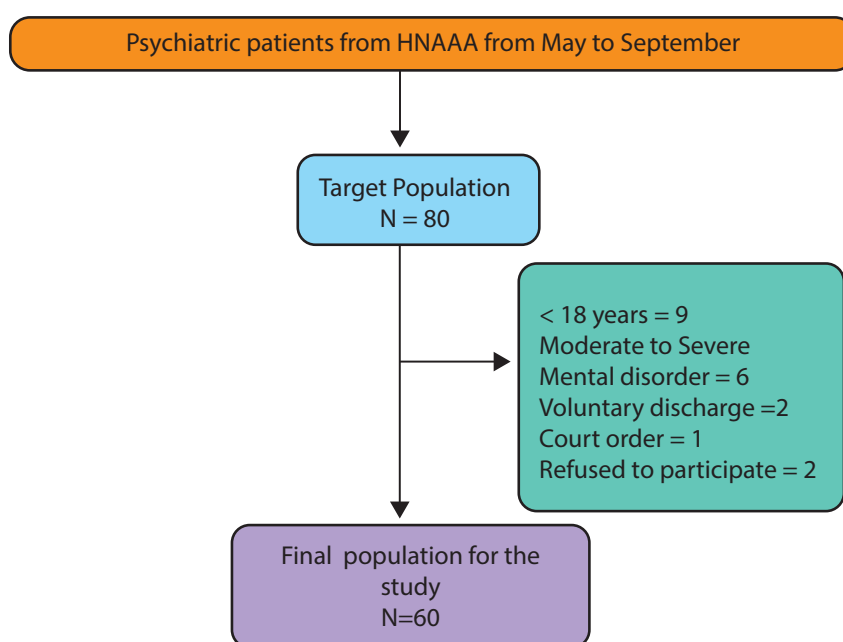 Psychiatric patients from HNAAA from May to September
Target Population
N = 80
< 18 years = 9
Moderate to Severe
Mental disorder = 6
Voluntary discharge =2
Court order = 1
Refused to participate = 2
Final population for the
study
N=60